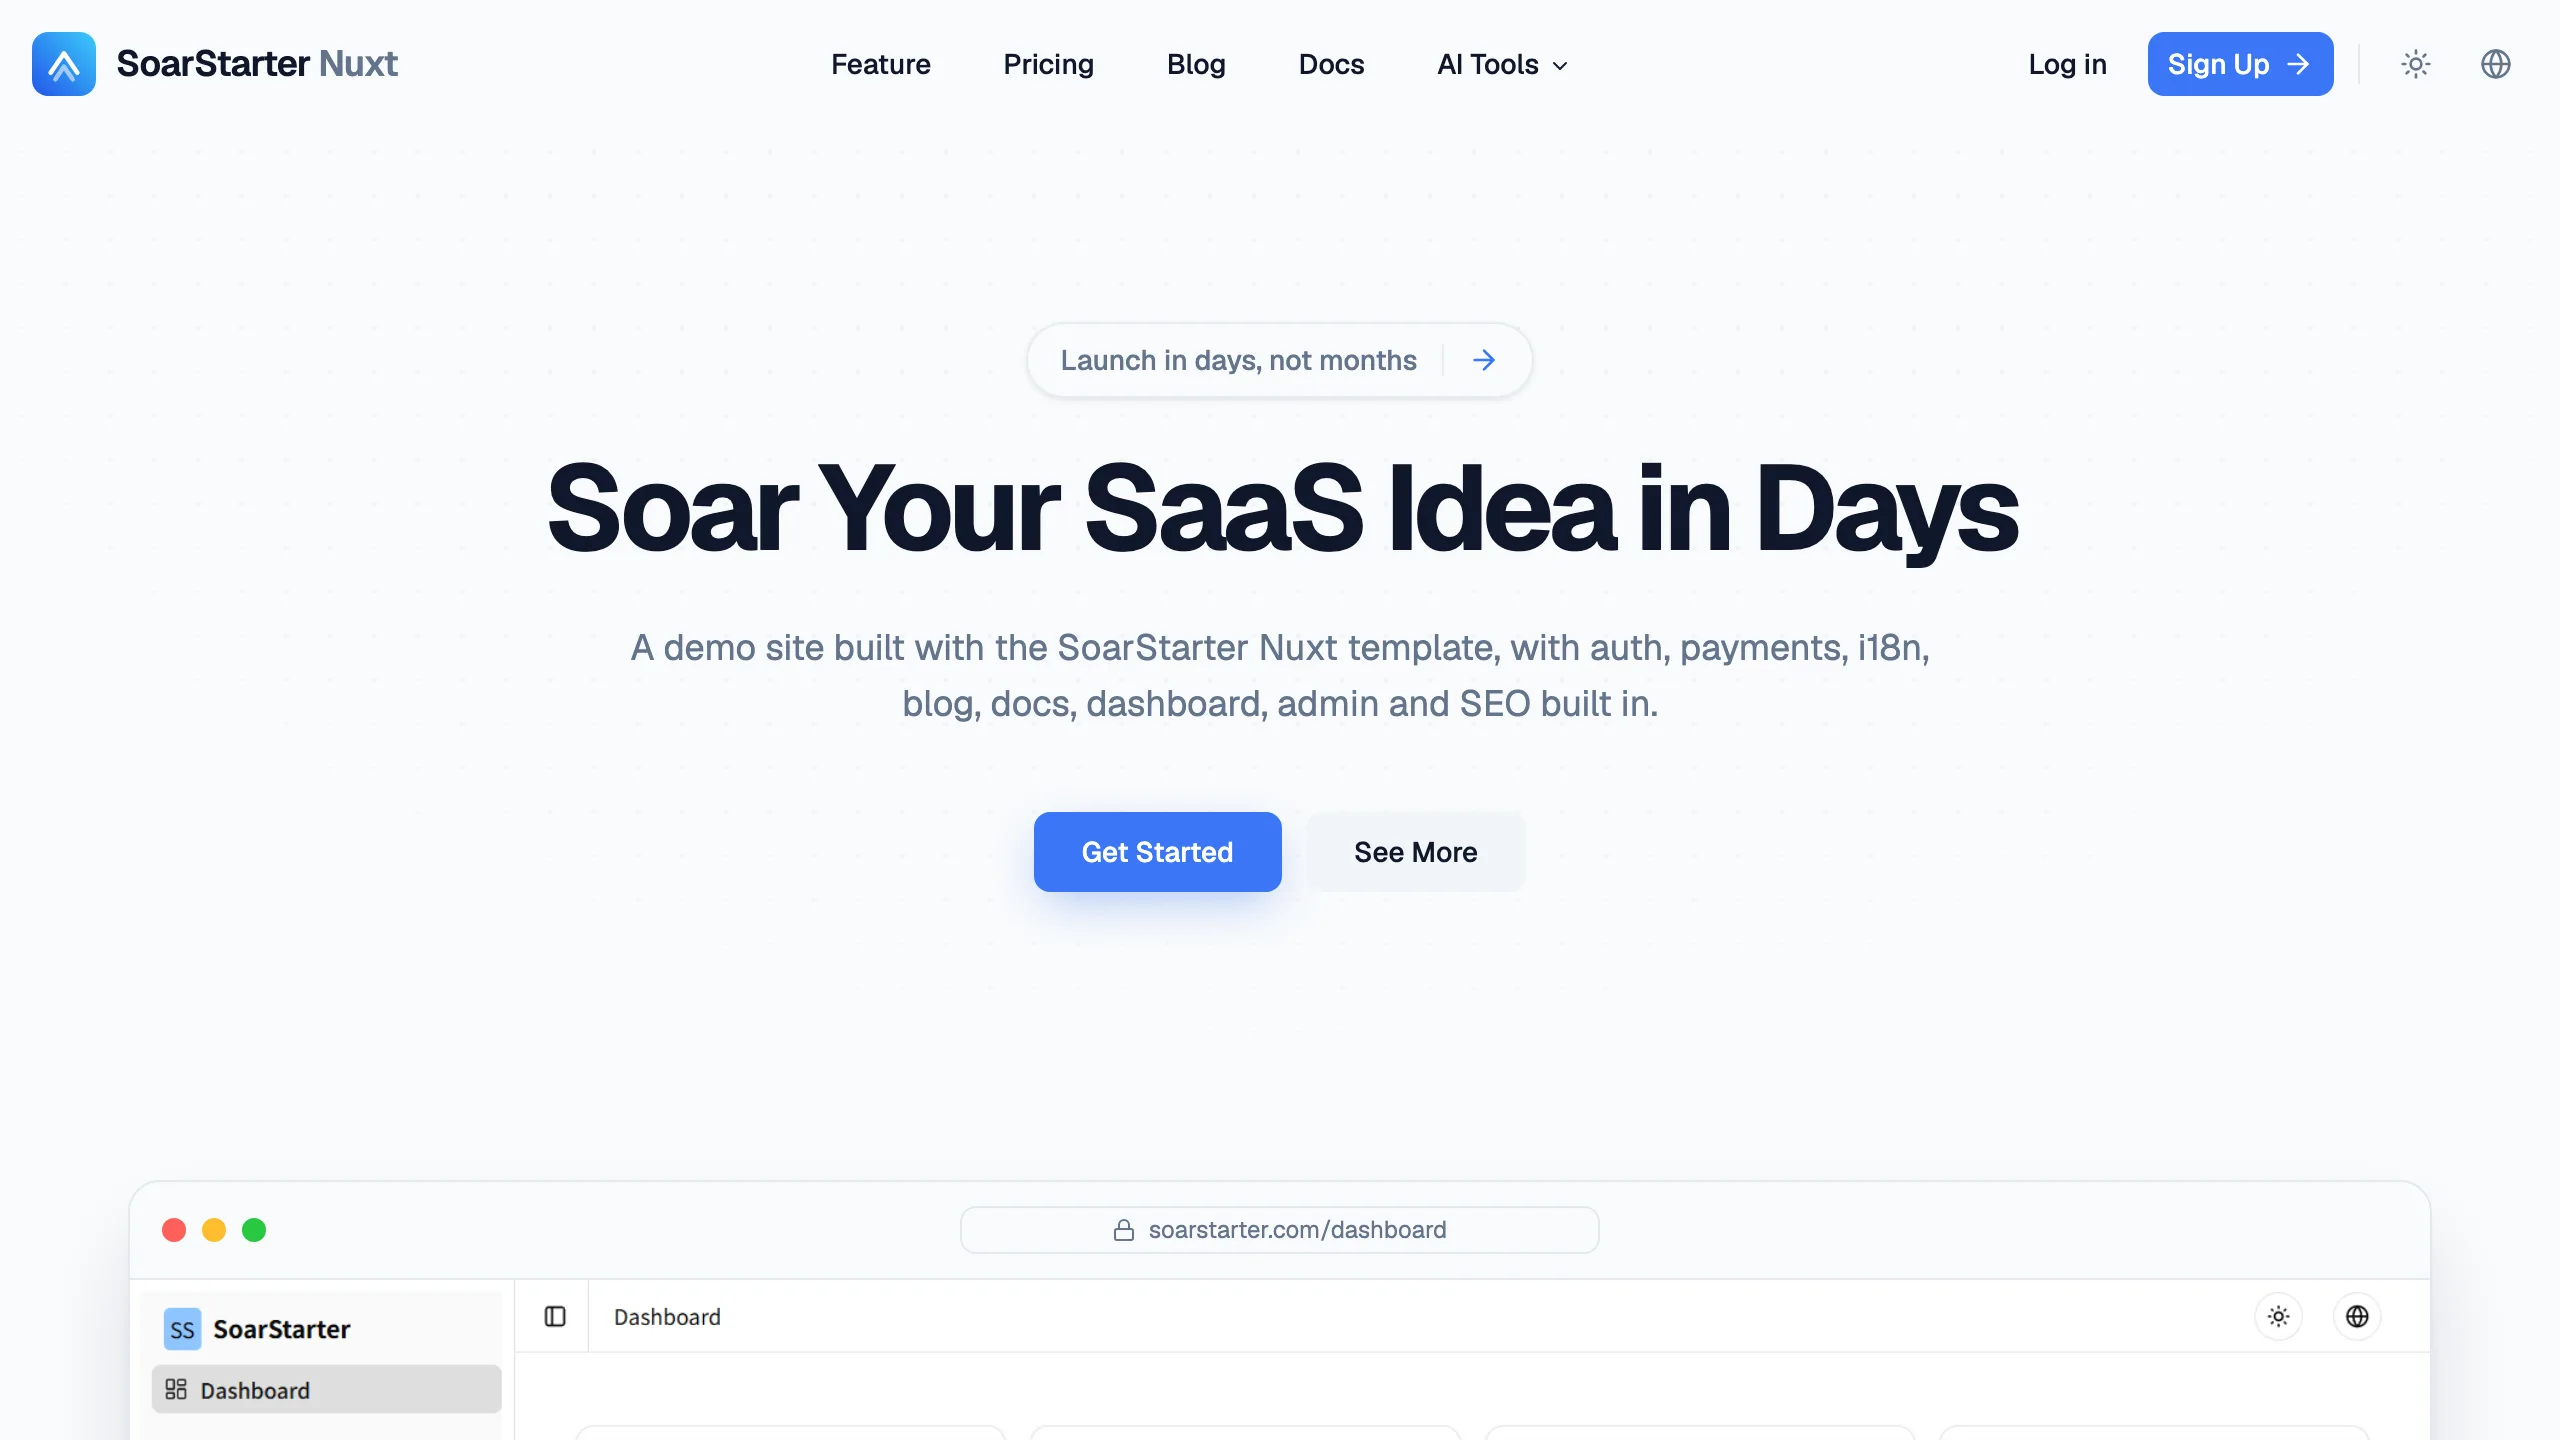 SoarStarter Nuxt
Feature
Pricing
Blog
Docs
AI Tools
Log in
Sign Up
Launch in days, not months
Soar Your SaaS Idea in Days
A demo site built with the SoarStarter Nuxt template, with auth, payments, i18n,
blog, docs, dashboard, admin and SEO built in.
Get Started
See More
soarstarter.com/dashboard
SS SoarStarter
Dashboard
Dashboard